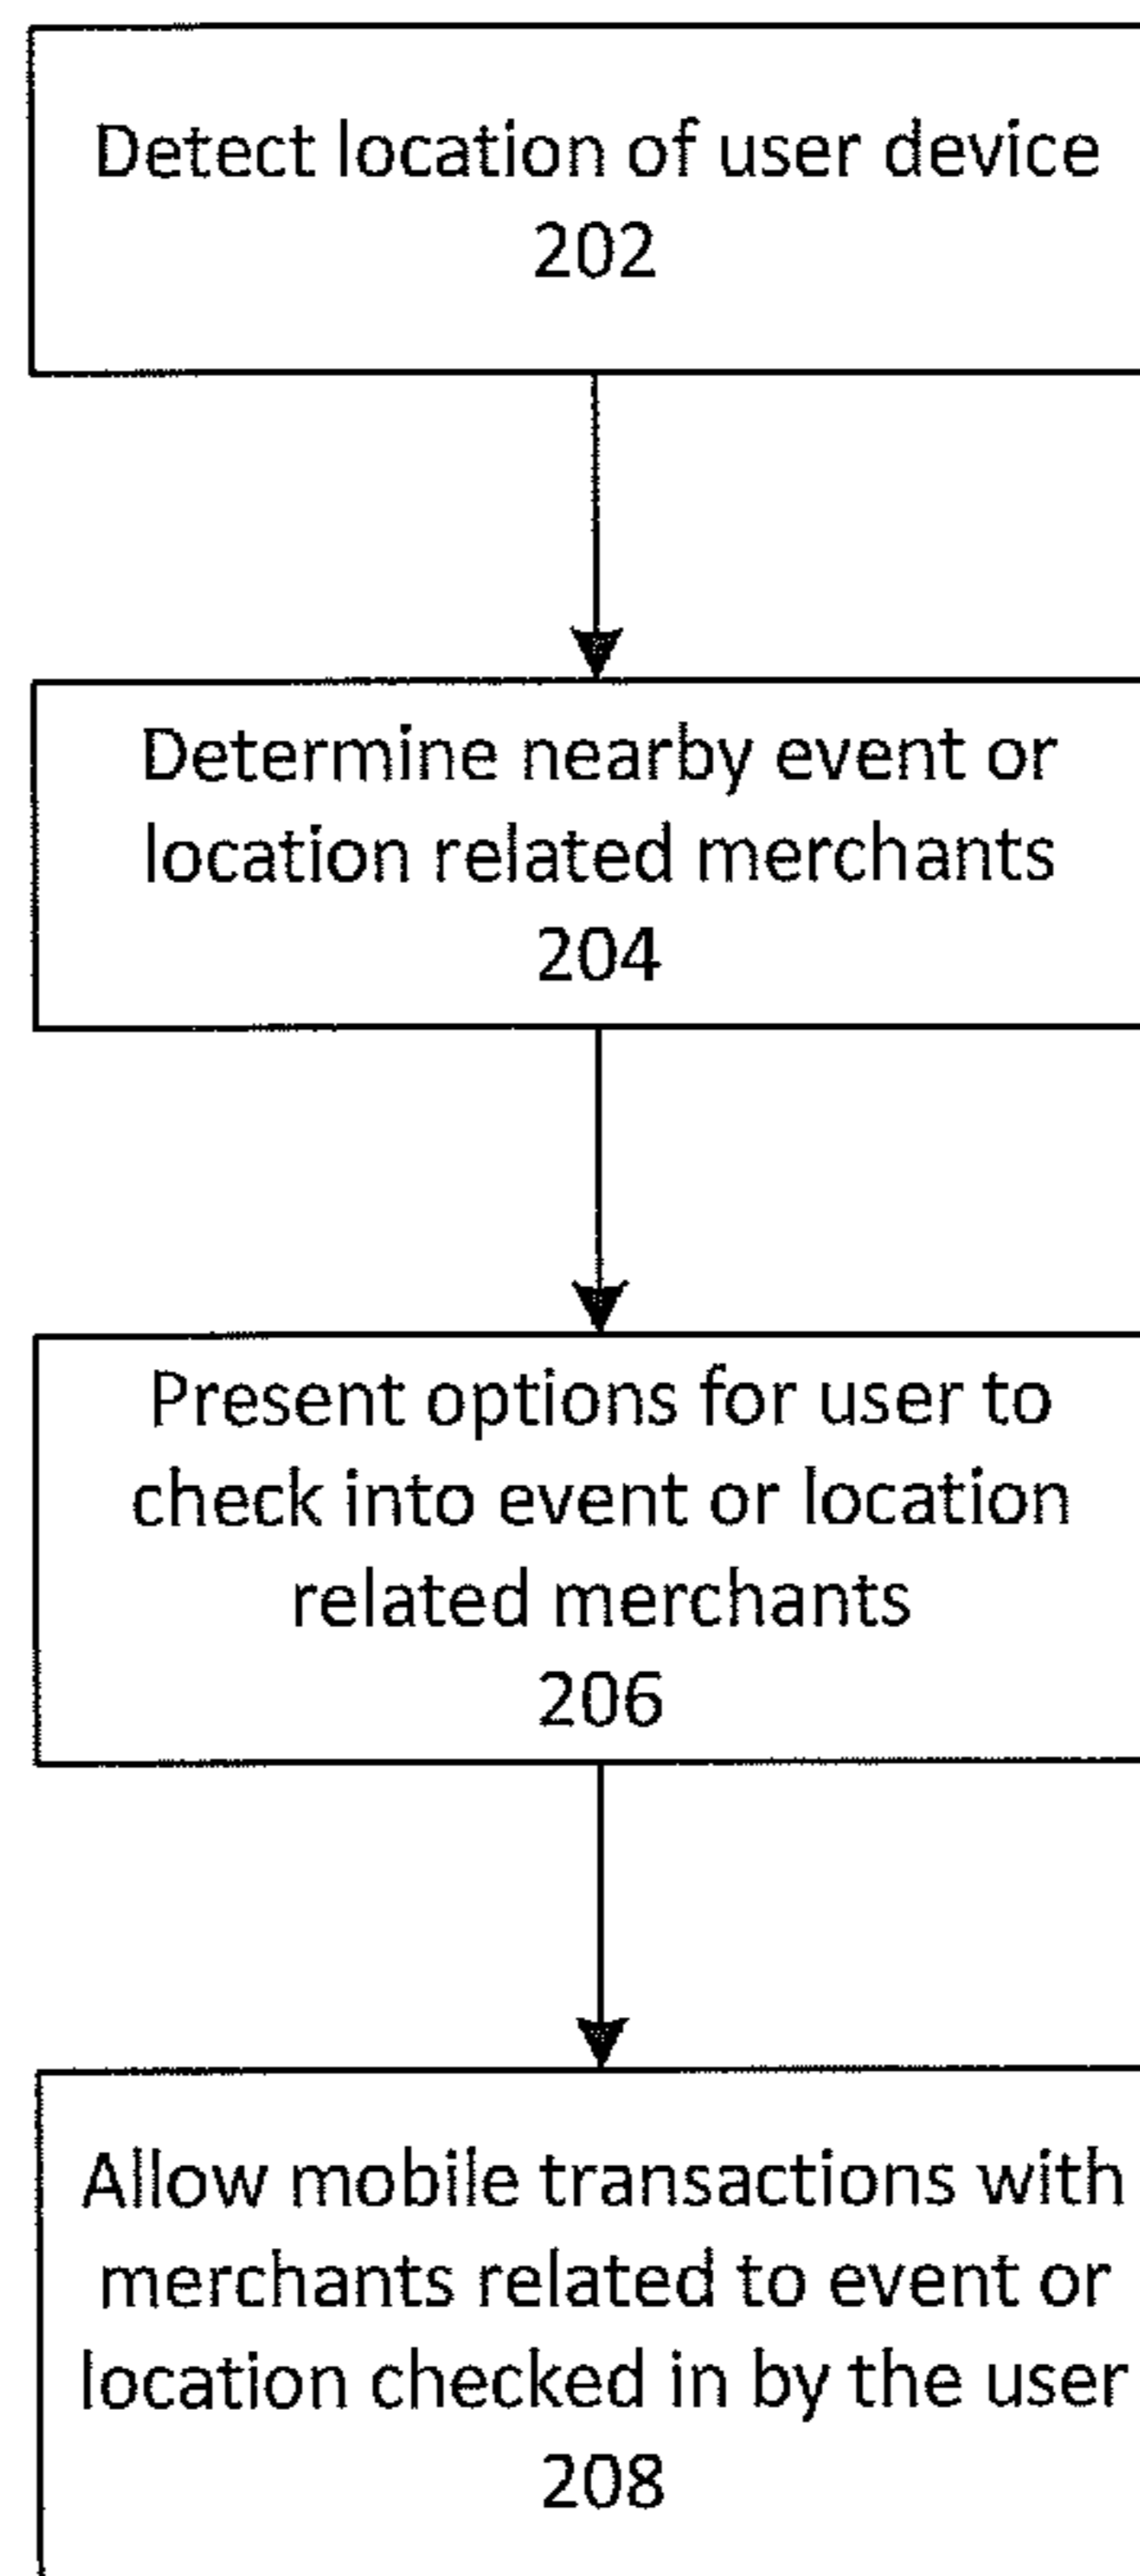 Detect location of user device
202
Determine nearby event or
location related merchants
204
Present options for user to
check into event or location
related merchants
206
Allow mobile transactions with
merchants related to event or
location checked in by the user
208